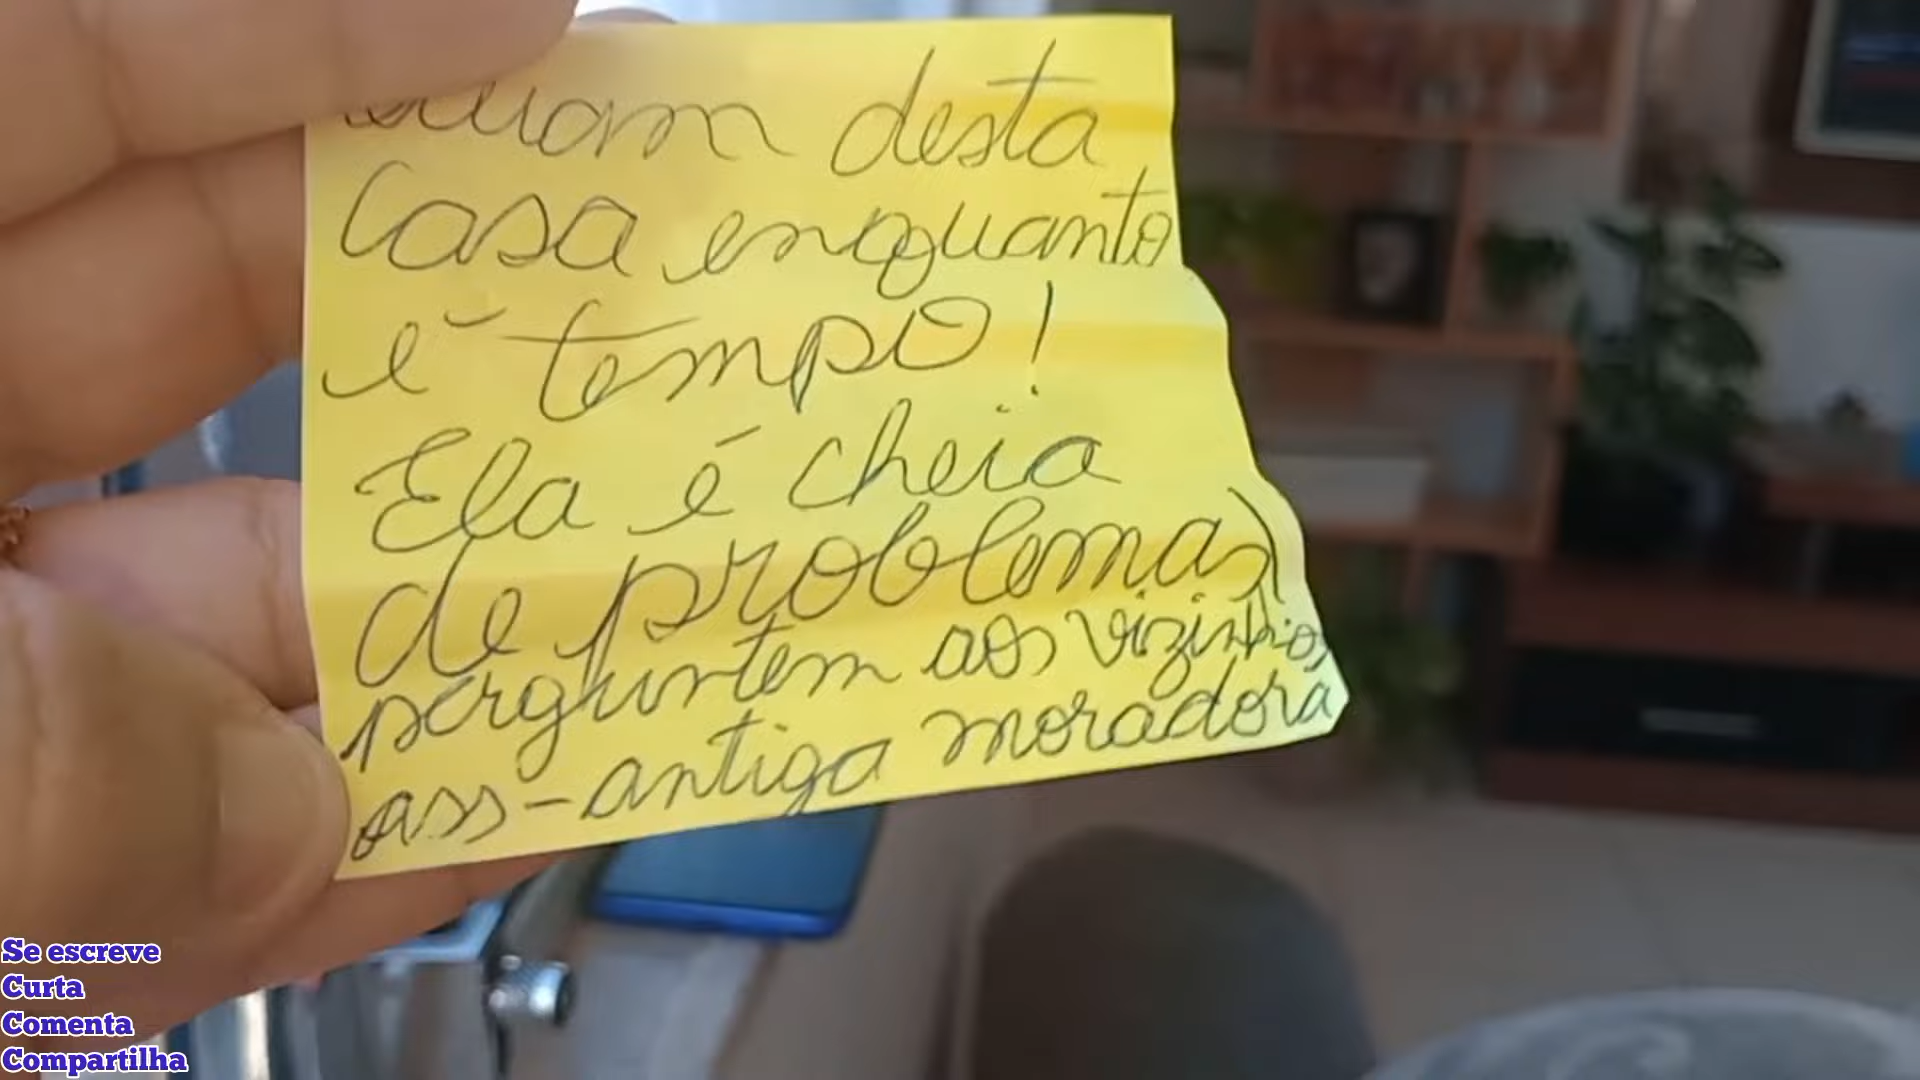 desta
Casa enquanto
é tempo!
Ela é cheia
de problemas
perguntem aos vizinhos
ass-antiga moradora
Se escreve
Curta
Comenta
Compartilha